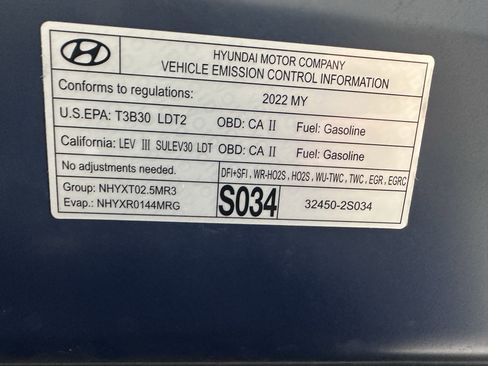 HYUNDAI MOTOR COMPANY
VEHICLE EMISSION CONTROL INFORMATION
Conforms to regulations: 2022 MY
U.S.EPA: T3B30 LDT2 OBD: CA II Fuel: Gasoline
California: LEV III SULEV30 LDT OBD: CA II Fuel: Gasoline
No adjustments needed. DFI+SFI , WR-HO2S , HO2S , WU-TWC , TWC , EGR , EGRC
Group: NHYXT02.5MR3
Evap.: NHYXR0144MRG
S034
32450-2S034